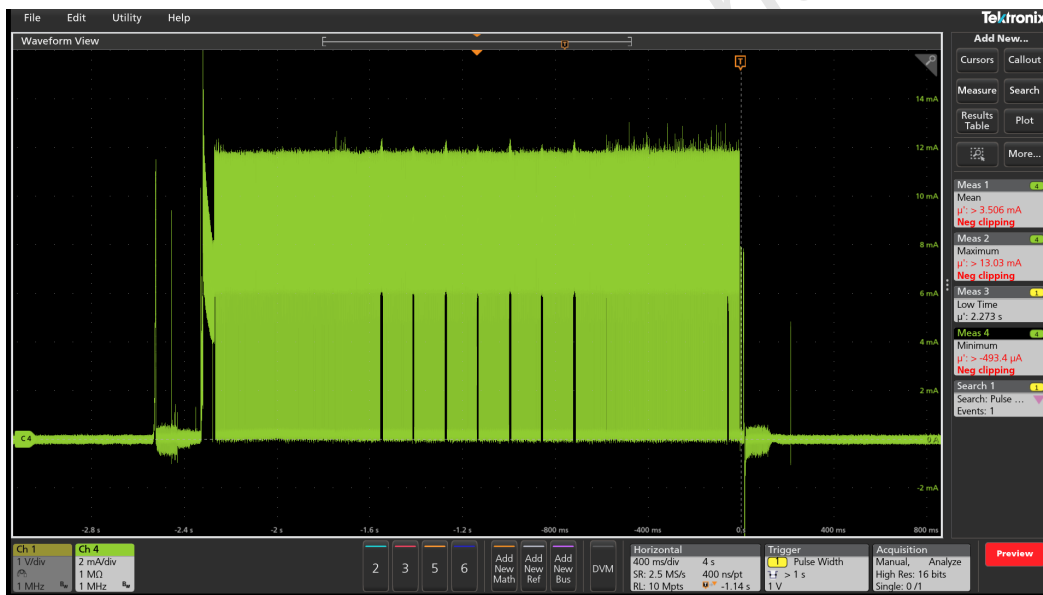 File Edit Utility Help
Tektronix
Waveform View
Add New...
Cursors Callout
Measure Search
Results Table Plot
More...
T
T
14 mA
12 mA
10 mA
8 mA
6 mA
4 mA
2 mA
0 A
-2 mA
C4
-2.8 s -2.4 s -2 s -1.6 s -1.2 s -800 ms -400 ms 0 s 400 ms 800 ms
Meas 1 4
Mean
µ': > 3.506 mA
Neg clipping
Meas 2 4
Maximum
µ': > 13.03 mA
Neg clipping
Meas 3 1
Low Time
µ': 2.273 s
Meas 4 4
Minimum
µ': > -493.4 µA
Neg clipping
Search 1 1
Search: Pulse ...
Events: 1
Ch 1
1 V/div
1 MHz
Ch 4
2 mA/div
1 MΩ
1 MHz
2 3 5 6
Add New Math
Add New Ref
Add New Bus
DVM
Horizontal
400 ms/div 4 s
SR: 2.5 MS/s 400 ns/pt
RL: 10 Mpts -1.14 s
Trigger
1 Pulse Width
> 1 s
1 V
Acquisition
Manual, Analyze
High Res: 16 bits
Single: 0 /1
Preview